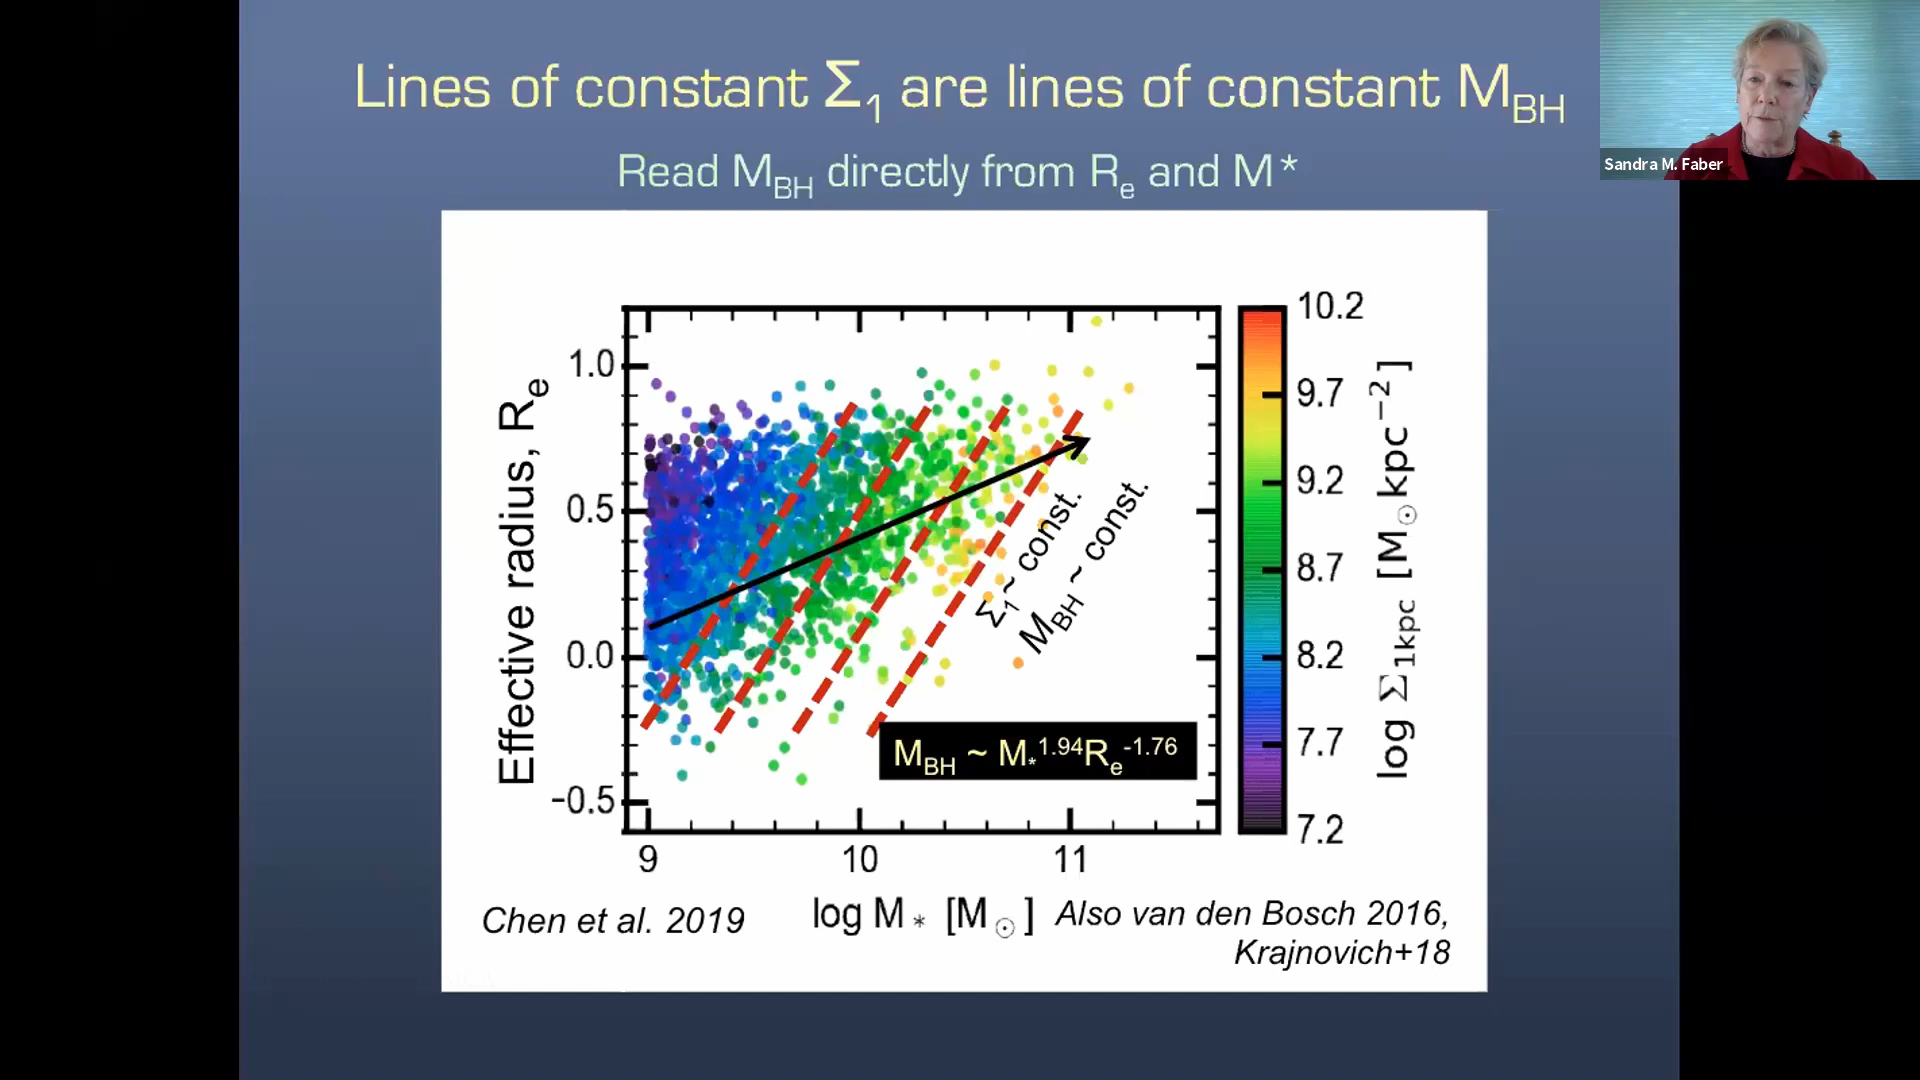 Lines of constant Σ1 are lines of constant MBH
Read MBH directly from Re and M*
Sandra M. Faber
Effective radius, Re
1.0
0.5
0.0
-0.5
9
10
11
log M* [M⊙]
Σ1 ~ const.
MBH ~ const.
MBH ~ M*1.94Re-1.76
10.2
9.7
9.2
8.7
8.2
7.7
7.2
log Σ1kpc [M⊙kpc−2]
Chen et al. 2019
Also van den Bosch 2016,
Krajnovich+18